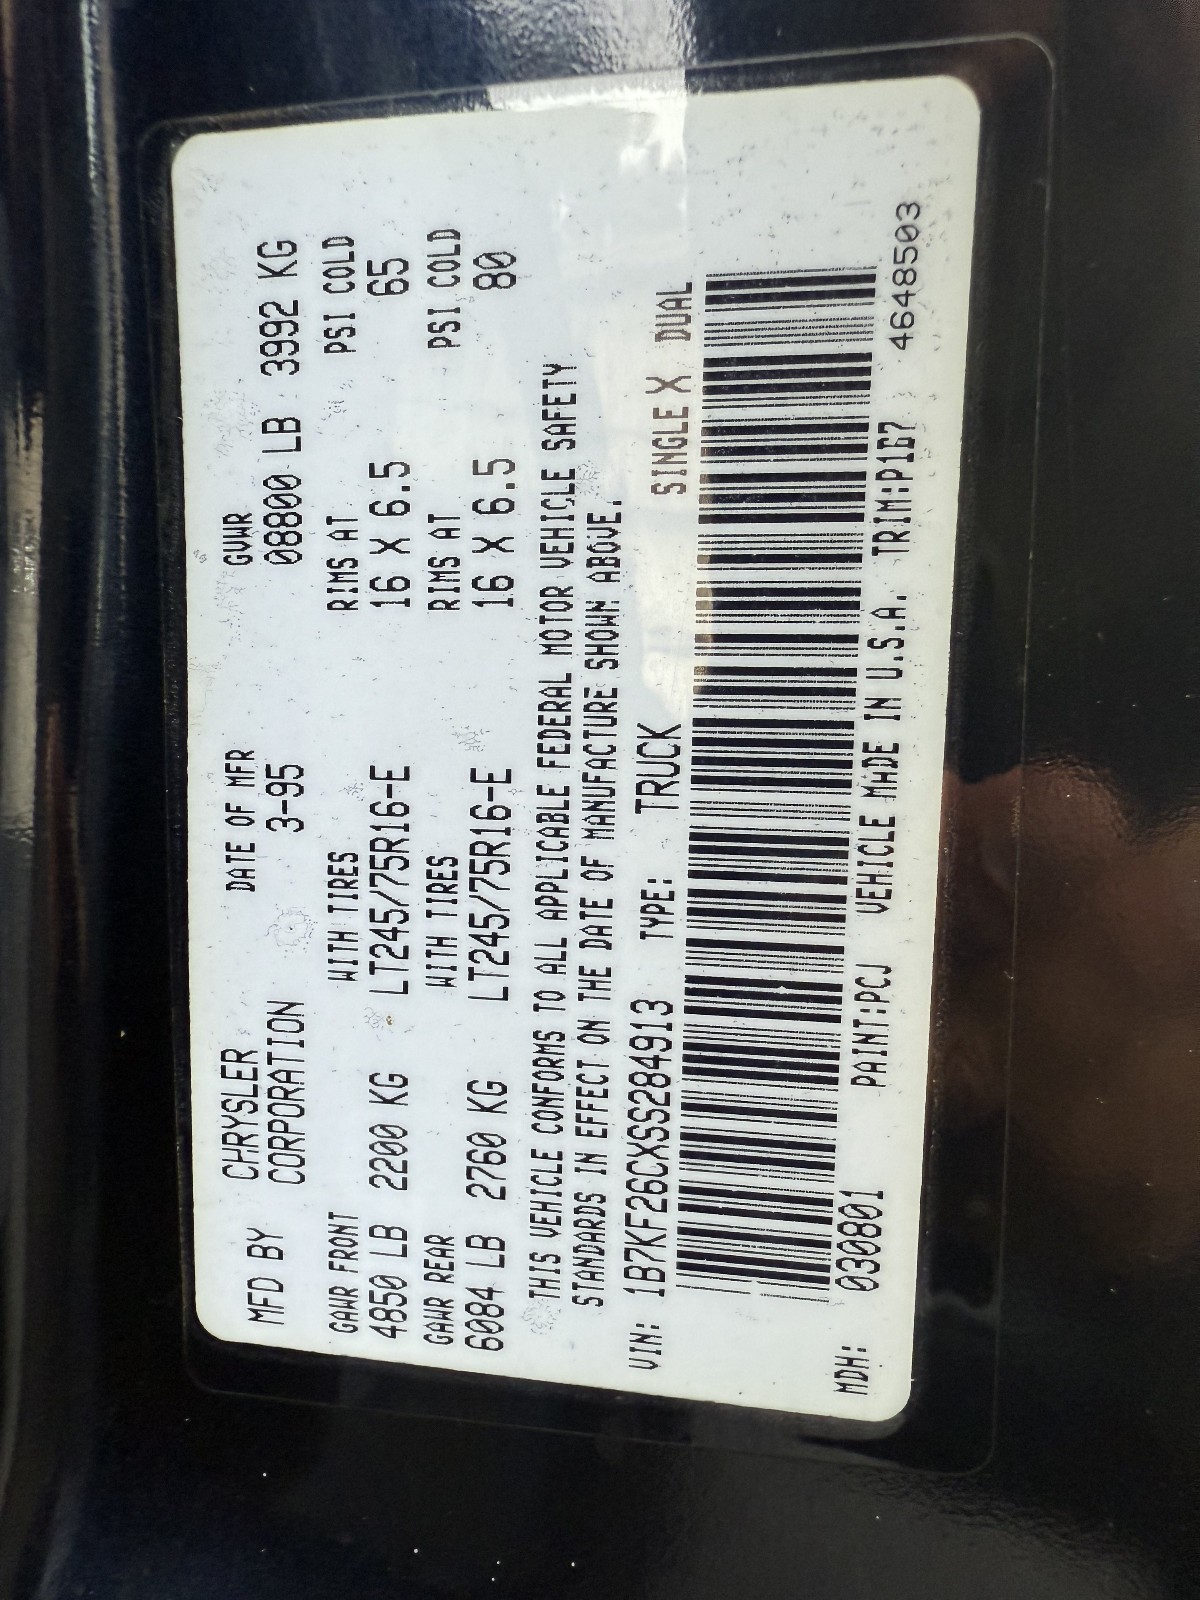 MFD BY CHRYSLER CORPORATION DATE OF MFR 3-95 GVWR 08800 LB 3992 KG
GAWR FRONT WITH TIRES RIMS AT PSI COLD
4850 LB 2200 KG LT245/75R16-E 16 X 6.5 65
GAWR REAR WITH TIRES RIMS AT PSI COLD
6084 LB 2760 KG LT245/75R16-E 16 X 6.5 80
THIS VEHICLE CONFORMS TO ALL APPLICABLE FEDERAL MOTOR VEHICLE SAFETY
STANDARDS IN EFFECT ON THE DATE OF MANUFACTURE SHOWN ABOVE.
VIN: 1B7KF26CXSS284913 TYPE: TRUCK SINGLE X DUAL
MDH: 030801 PAINT:PCJ VEHICLE MADE IN U.S.A. TRIM:P1D7 4648503